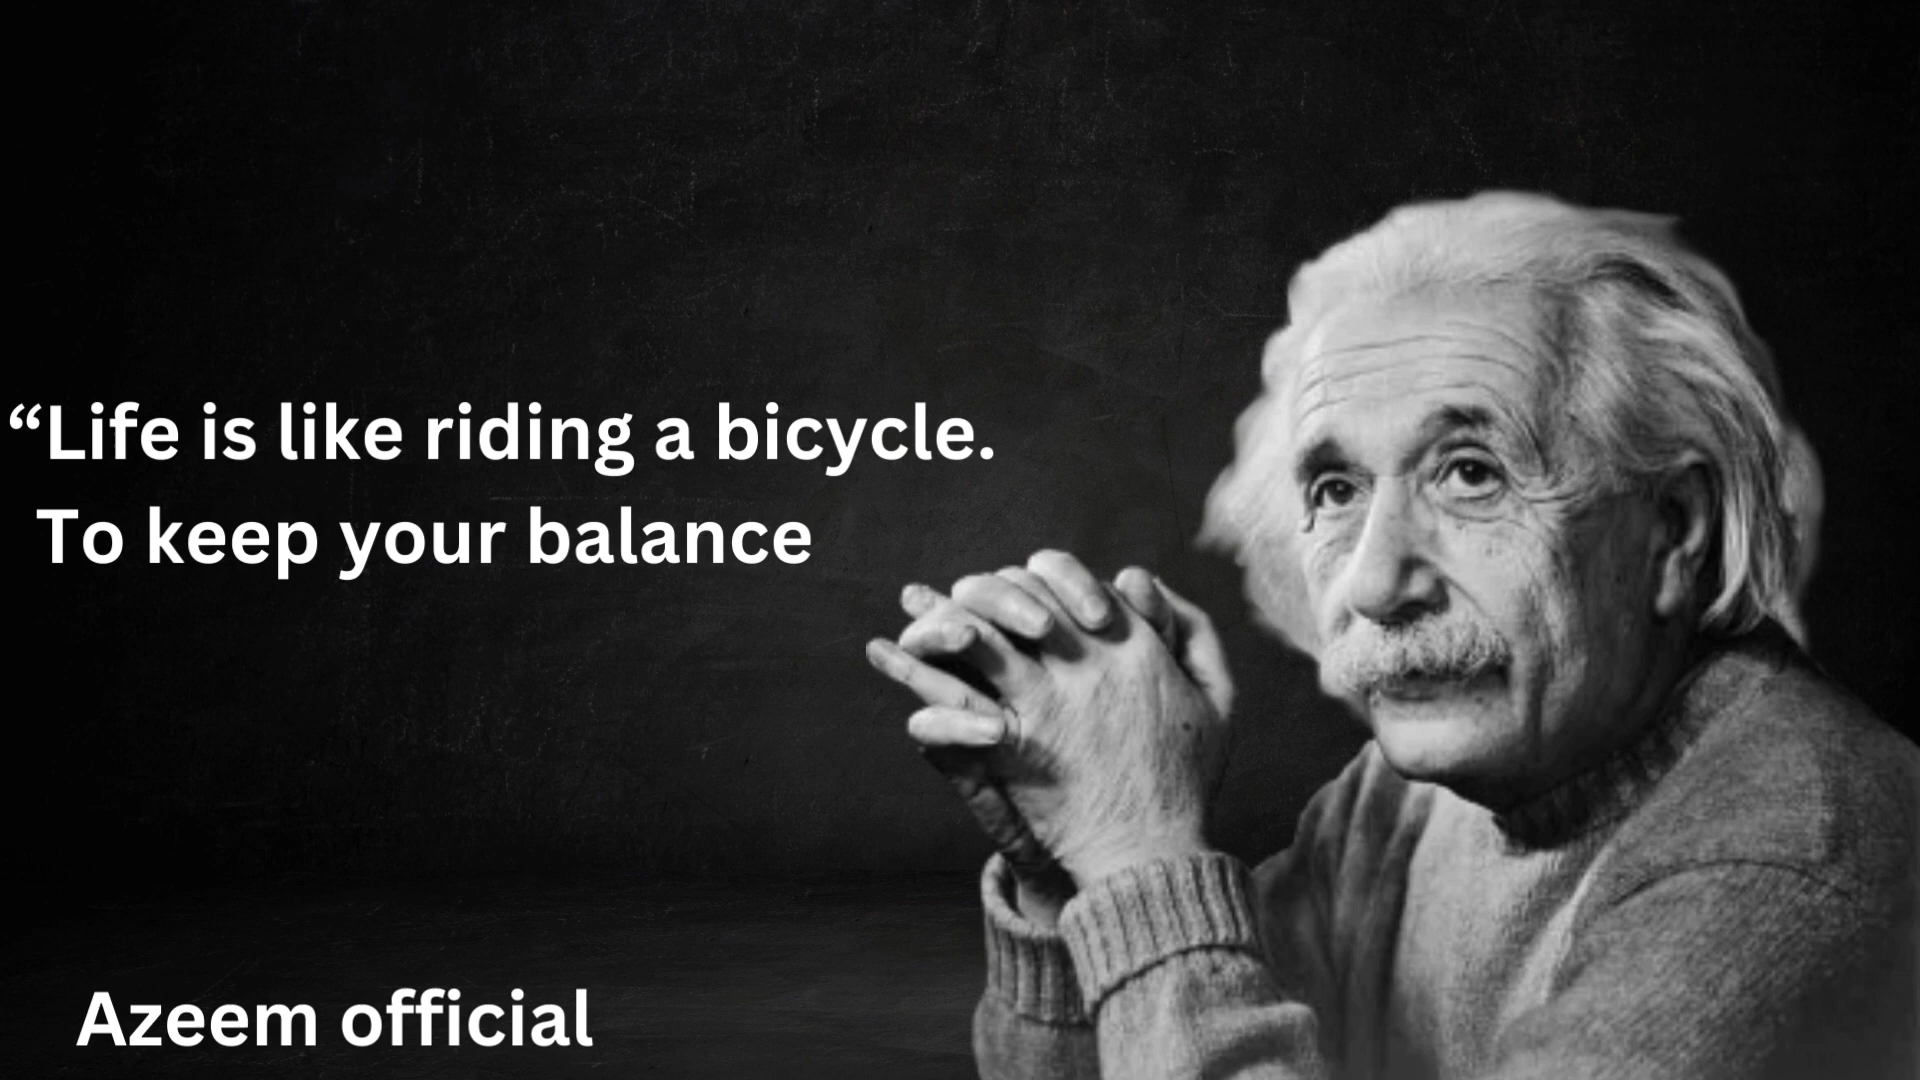 “Life is like riding a bicycle.
To keep your balance
Azeem official